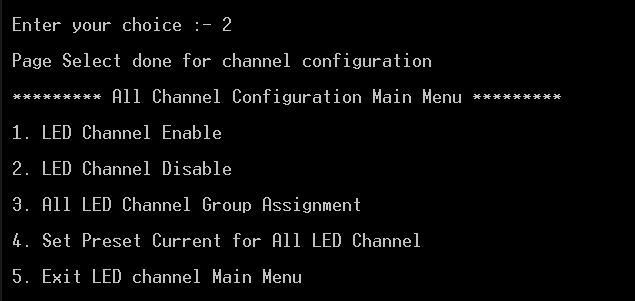 Enter your choice :- 2
Page Select done for channel configuration
********* All Channel Configuration Main Menu *********
1. LED Channel Enable
2. LED Channel Disable
3. All LED Channel Group Assignment
4. Set Preset Current for All LED Channel
5. Exit LED channel Main Menu